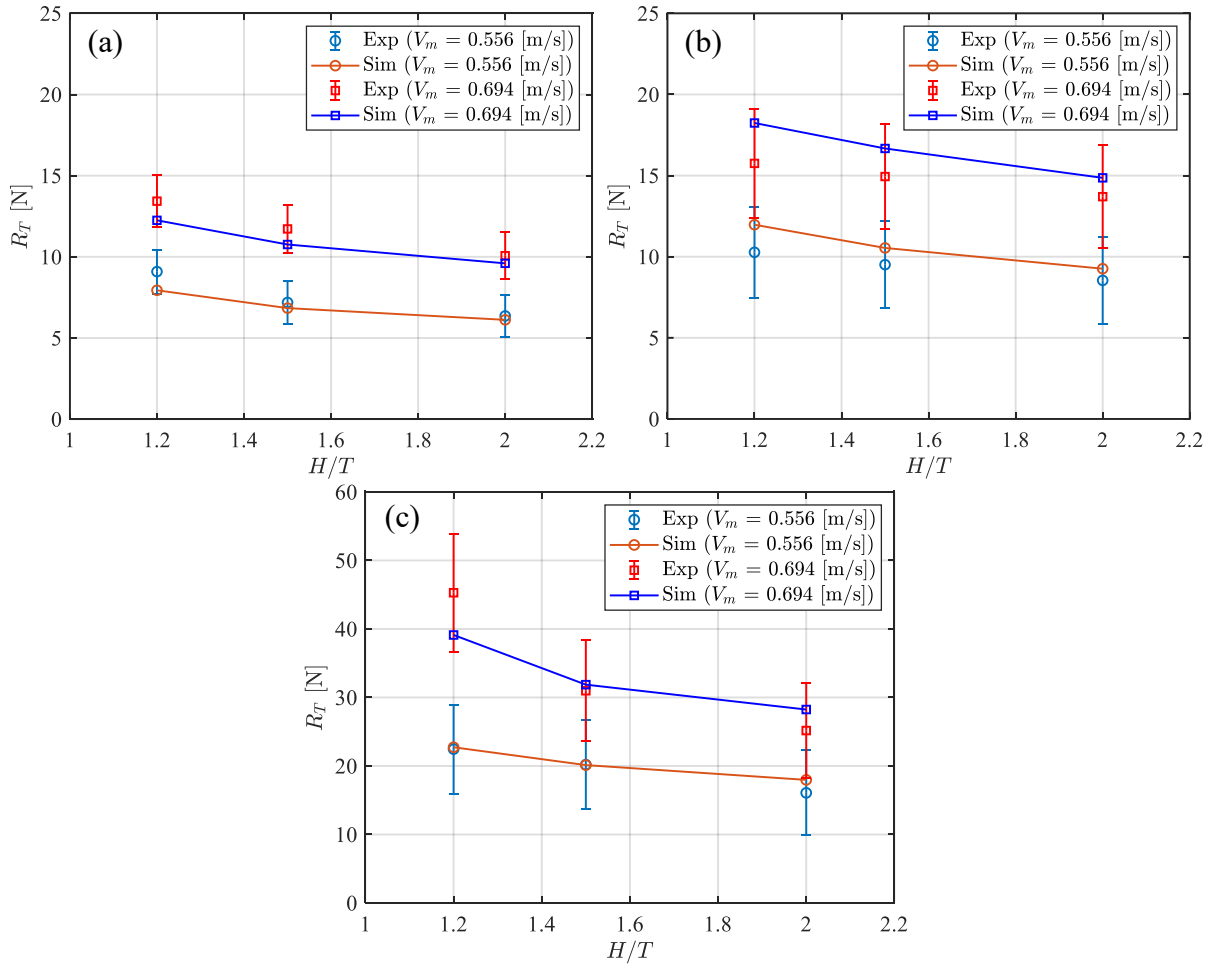 (a)
Exp (V_m = 0.556 [m/s])
Sim (V_m = 0.556 [m/s])
Exp (V_m = 0.694 [m/s])
Sim (V_m = 0.694 [m/s])
25
20
15
10
5
0
R_T [N]
1 1.2 1.4 1.6 1.8 2 2.2
H/T
(b)
Exp (V_m = 0.556 [m/s])
Sim (V_m = 0.556 [m/s])
Exp (V_m = 0.694 [m/s])
Sim (V_m = 0.694 [m/s])
25
20
15
10
5
0
R_T [N]
1 1.2 1.4 1.6 1.8 2 2.2
H/T
(c)
Exp (V_m = 0.556 [m/s])
Sim (V_m = 0.556 [m/s])
Exp (V_m = 0.694 [m/s])
Sim (V_m = 0.694 [m/s])
60
50
40
30
20
10
0
R_T [N]
1 1.2 1.4 1.6 1.8 2 2.2
H/T